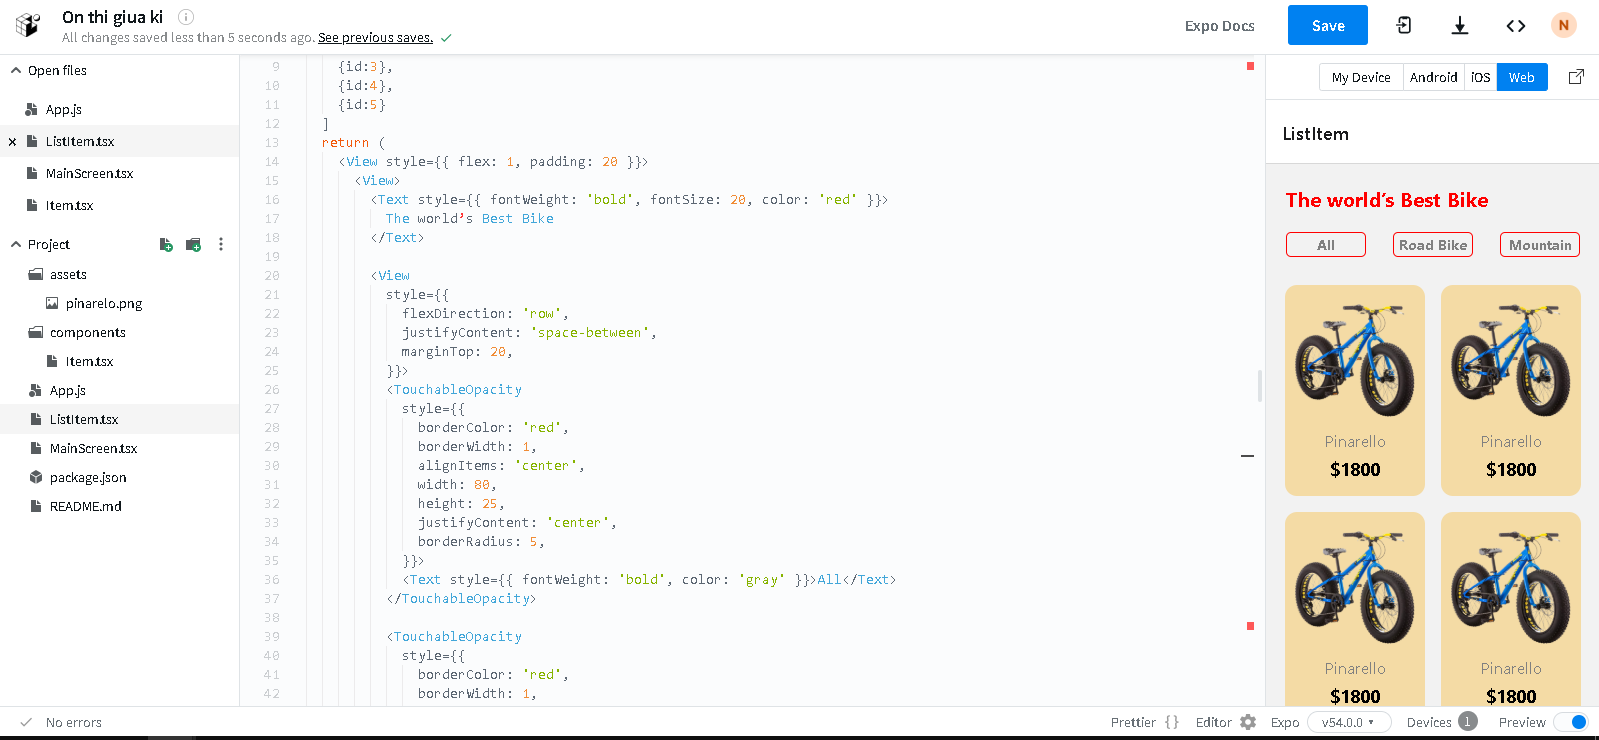 On thi giua ki
All changes saved less than 5 seconds ago. See previous saves.
Expo Docs
Save
N
Open files
App.js
ListItem.tsx
MainScreen.tsx
Item.tsx
Project
assets
pinarelo.png
components
Item.tsx
App.js
ListItem.tsx
MainScreen.tsx
package.json
README.md
9 {id:3},
10 {id:4},
11 {id:5}
12 ]
13 return (
14 <View style={{ flex: 1, padding: 20 }}>
15 <View>
16 <Text style={{ fontWeight: 'bold', fontSize: 20, color: 'red' }}>
17 The world's Best Bike
18 </Text>
19
20 <View
21 style={{
22 flexDirection: 'row',
23 justifyContent: 'space-between',
24 marginTop: 20,
25 }}>
26 <TouchableOpacity
27 style={{
28 borderColor: 'red',
29 borderWidth: 1,
30 alignItems: 'center',
31 width: 80,
32 height: 25,
33 justifyContent: 'center',
34 borderRadius: 5,
35 }}>
36 <Text style={{ fontWeight: 'bold', color: 'gray' }}>All</Text>
37 </TouchableOpacity>
38
39 <TouchableOpacity
40 style={{
41 borderColor: 'red',
42 borderWidth: 1,
My Device Android iOS Web
ListItem
The world's Best Bike
All Road Bike Mountain
Pinarello Pinarello
$1800 $1800
Pinarello Pinarello
$1800 $1800
No errors
Prettier { } Editor Expo v54.0.0 Devices 1 Preview